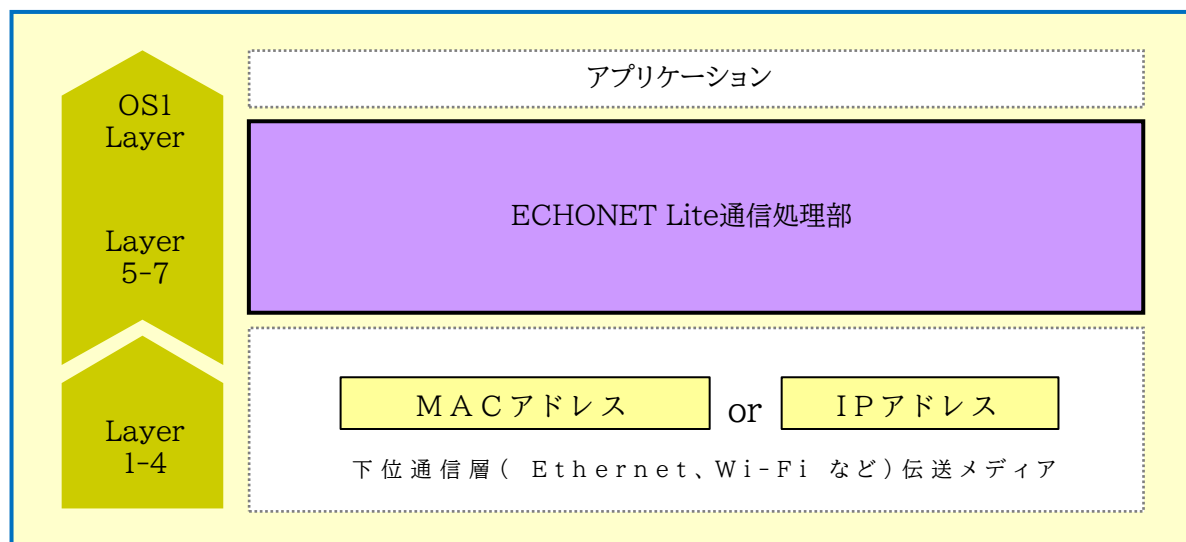 アプリケーション
OS1
Layer
ECHONET Lite通信処理部
Layer
5-7
MACアドレス or IPアドレス
Layer
1-4
下位通信層( Ethernet、Wi-Fi など)伝送メディア